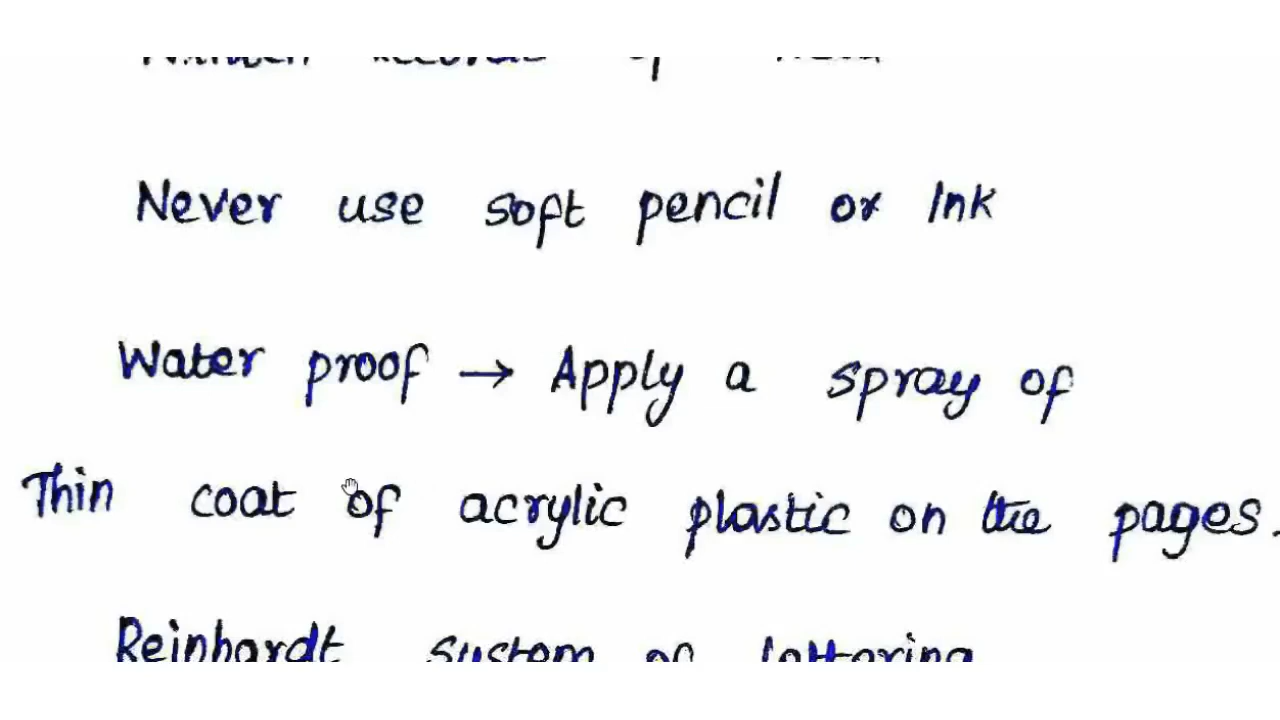 Never use soft pencil or Ink
Water proof → Apply a spray of
Thin coat of acrylic plastic on the pages.
Reinhardt system of lettering